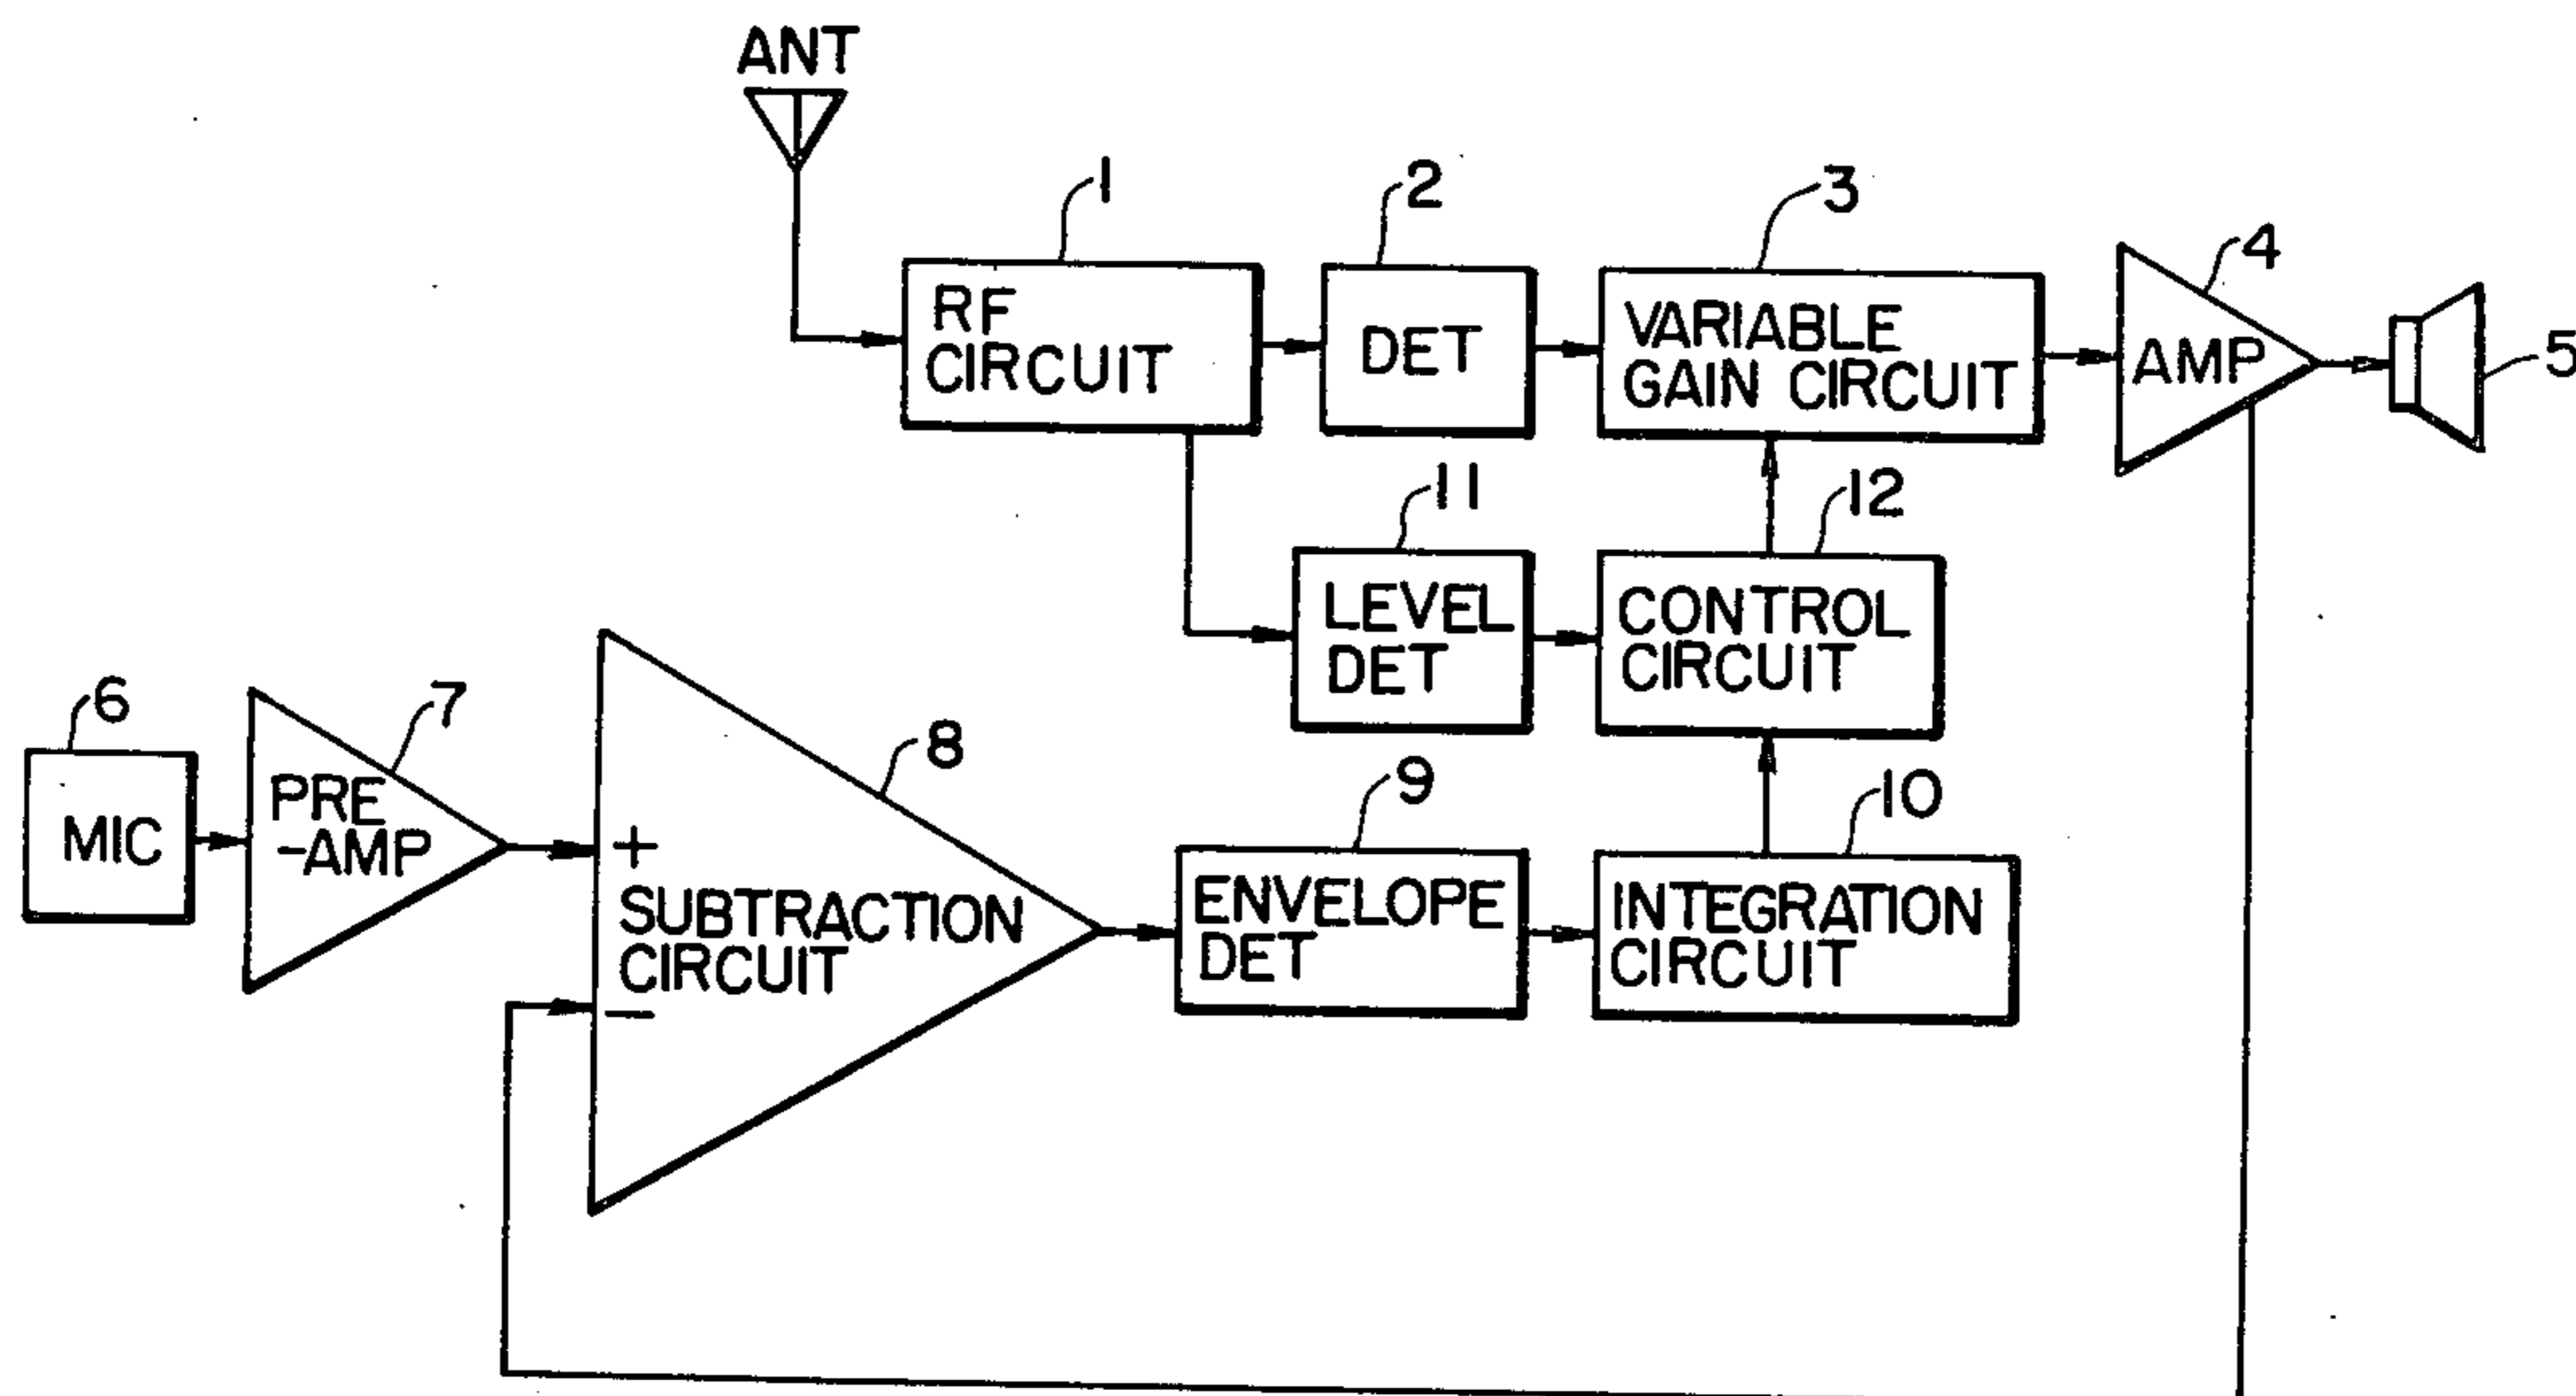 ANT
1
2
3
4
RF
CIRCUIT
DET
VARIABLE
GAIN CIRCUIT
AMP
5
11
12
LEVEL
DET
CONTROL
CIRCUIT
6
7
8
9
10
MIC
PRE
-AMP
+
SUBTRACTION
CIRCUIT
-
ENVELOPE
DET
INTEGRATION
CIRCUIT